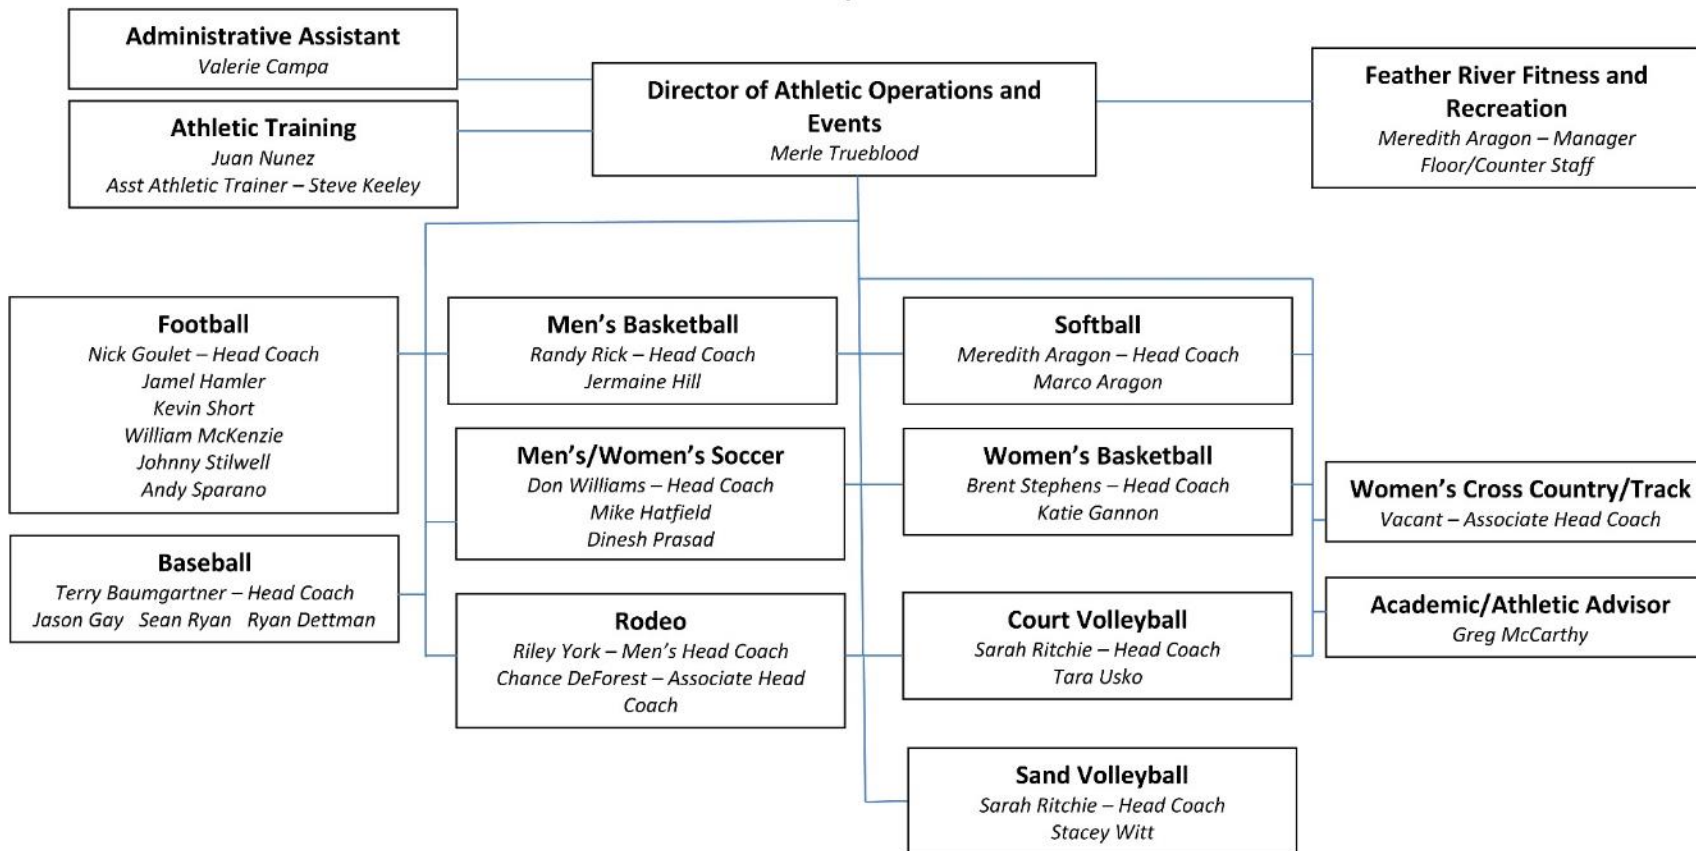 Administrative Assistant
Valerie Campa
Athletic Training
Juan Nunez
Asst Athletic Trainer – Steve Keeley
Director of Athletic Operations and
Events
Merle Trueblood
Feather River Fitness and
Recreation
Meredith Aragon – Manager
Floor/Counter Staff
Football
Nick Goulet – Head Coach
Jamel Hamler
Kevin Short
William McKenzie
Johnny Stilwell
Andy Sparano
Baseball
Terry Baumgartner – Head Coach
Jason Gay Sean Ryan Ryan Dettman
Men’s Basketball
Randy Rick – Head Coach
Jermaine Hill
Men’s/Women’s Soccer
Don Williams – Head Coach
Mike Hatfield
Dinesh Prasad
Rodeo
Riley York – Men’s Head Coach
Chance DeForest – Associate Head
Coach
Softball
Meredith Aragon – Head Coach
Marco Aragon
Women’s Basketball
Brent Stephens – Head Coach
Katie Gannon
Court Volleyball
Sarah Ritchie – Head Coach
Tara Usko
Sand Volleyball
Sarah Ritchie – Head Coach
Stacey Witt
Women’s Cross Country/Track
Vacant – Associate Head Coach
Academic/Athletic Advisor
Greg McCarthy